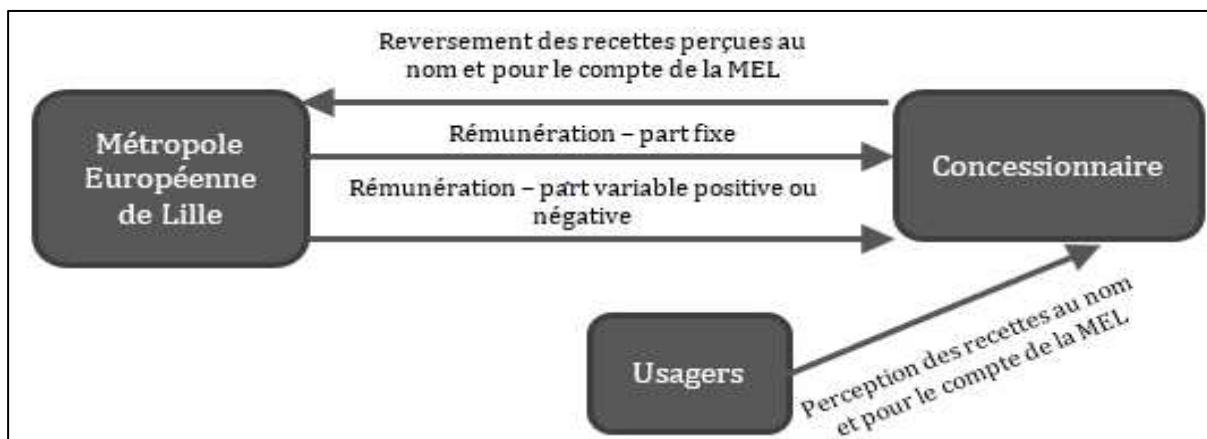 Reversement des recettes perçues au
nom et pour le compte de la MEL
Métropole
Européenne
de Lille
Rémunération – part fixe
Rémunération – part variable positive ou
négative
Concessionnaire
Usagers
Perception des recettes au nom
et pour le compte de la MEL